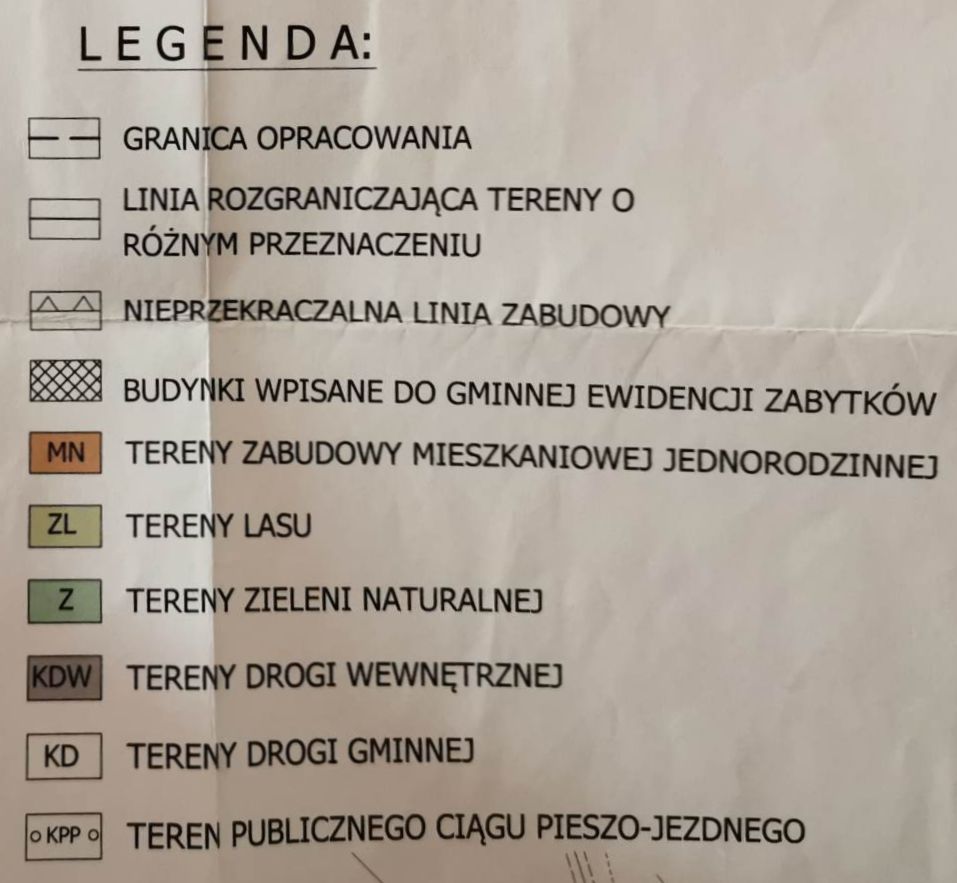 LEGENDA:
GRANICA OPRACOWANIA
LINIA ROZGRANICZAJĄCA TERENY O
RÓŻNYM PRZEZNACZENIU
NIEPRZEKRACZALNA LINIA ZABUDOWY
BUDYNKI WPISANE DO GMINNEJ EWIDENCJI ZABYTKÓW
MN TERENY ZABUDOWY MIESZKANIOWEJ JEDNORODZINNEJ
ZL TERENY LASU
Z TERENY ZIELENI NATURALNEJ
KDW TERENY DROGI WEWNĘTRZNEJ
KD TERENY DROGI GMINNEJ
KPP TEREN PUBLICZNEGO CIĄGU PIESZO-JEZDNEGO